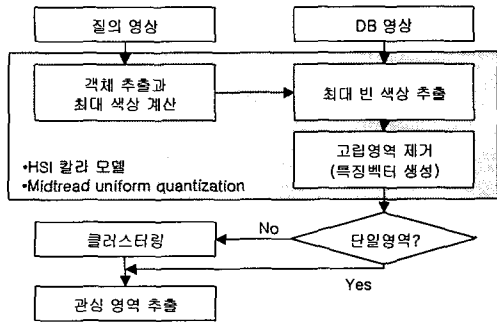 질의 영상
DB 영상
객체 추출과
최대 색상 계산
최대 빈 색상 추출
고립영역 제거
(특징벡터 생성)
•HSI 칼라 모델
•Midtread uniform quantization
클러스터링
No
단일영역?
Yes
관심 영역 추출